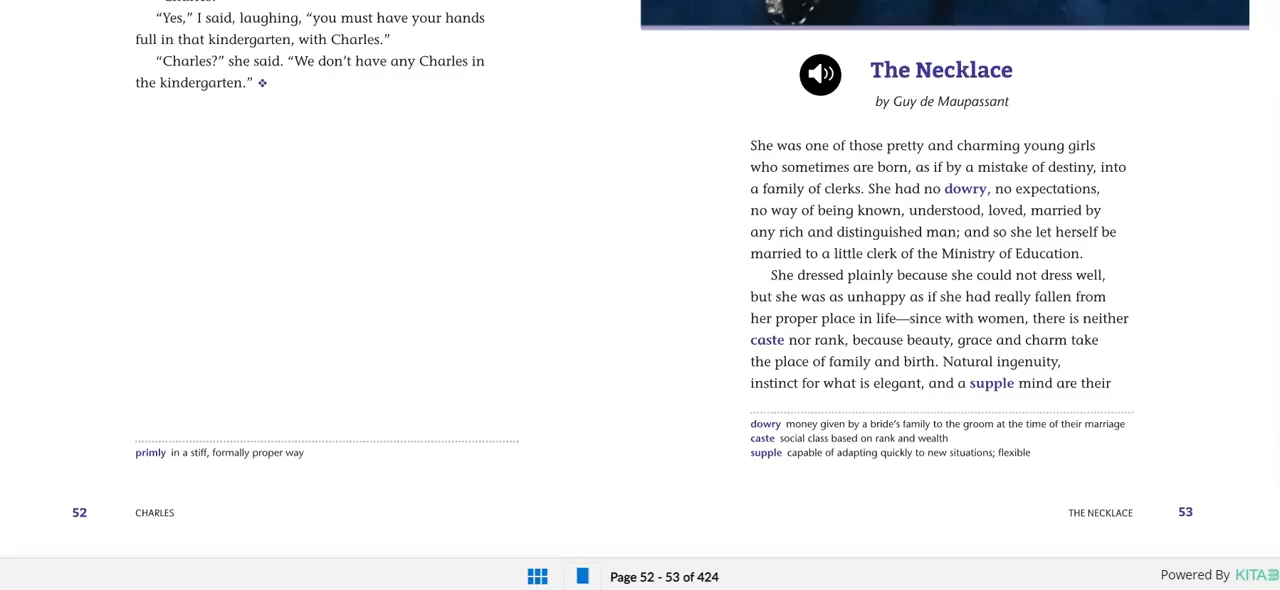 "Yes," I said, laughing, "you must have your hands
full in that kindergarten, with Charles."
"Charles?" she said. "We don't have any Charles in
the kindergarten." ❖
primly in a stiff, formally proper way
52 CHARLES
The Necklace
by Guy de Maupassant
She was one of those pretty and charming young girls
who sometimes are born, as if by a mistake of destiny, into
a family of clerks. She had no dowry, no expectations,
no way of being known, understood, loved, married by
any rich and distinguished man; and so she let herself be
married to a little clerk of the Ministry of Education.
She dressed plainly because she could not dress well,
but she was as unhappy as if she had really fallen from
her proper place in life—since with women, there is neither
caste nor rank, because beauty, grace and charm take
the place of family and birth. Natural ingenuity,
instinct for what is elegant, and a supple mind are their
dowry money given by a bride's family to the groom at the time of their marriage
caste social class based on rank and wealth
supple capable of adapting quickly to new situations; flexible
THE NECKLACE 53
Page 52 - 53 of 424
Powered By KITAB